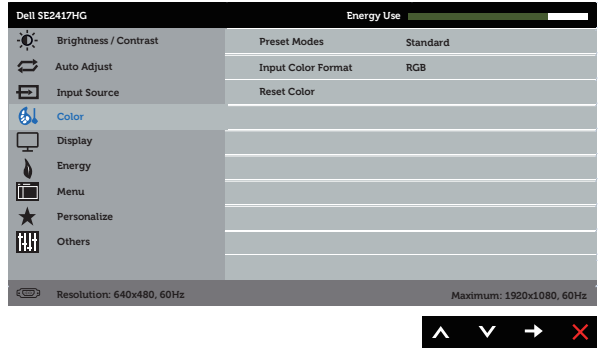 Dell SE2417HG Energy Use
Brightness / Contrast Preset Modes Standard
Auto Adjust Input Color Format RGB
Input Source Reset Color
Color
Display
Energy
Menu
Personalize
Others
Resolution: 640x480, 60Hz Maximum: 1920x1080, 60Hz